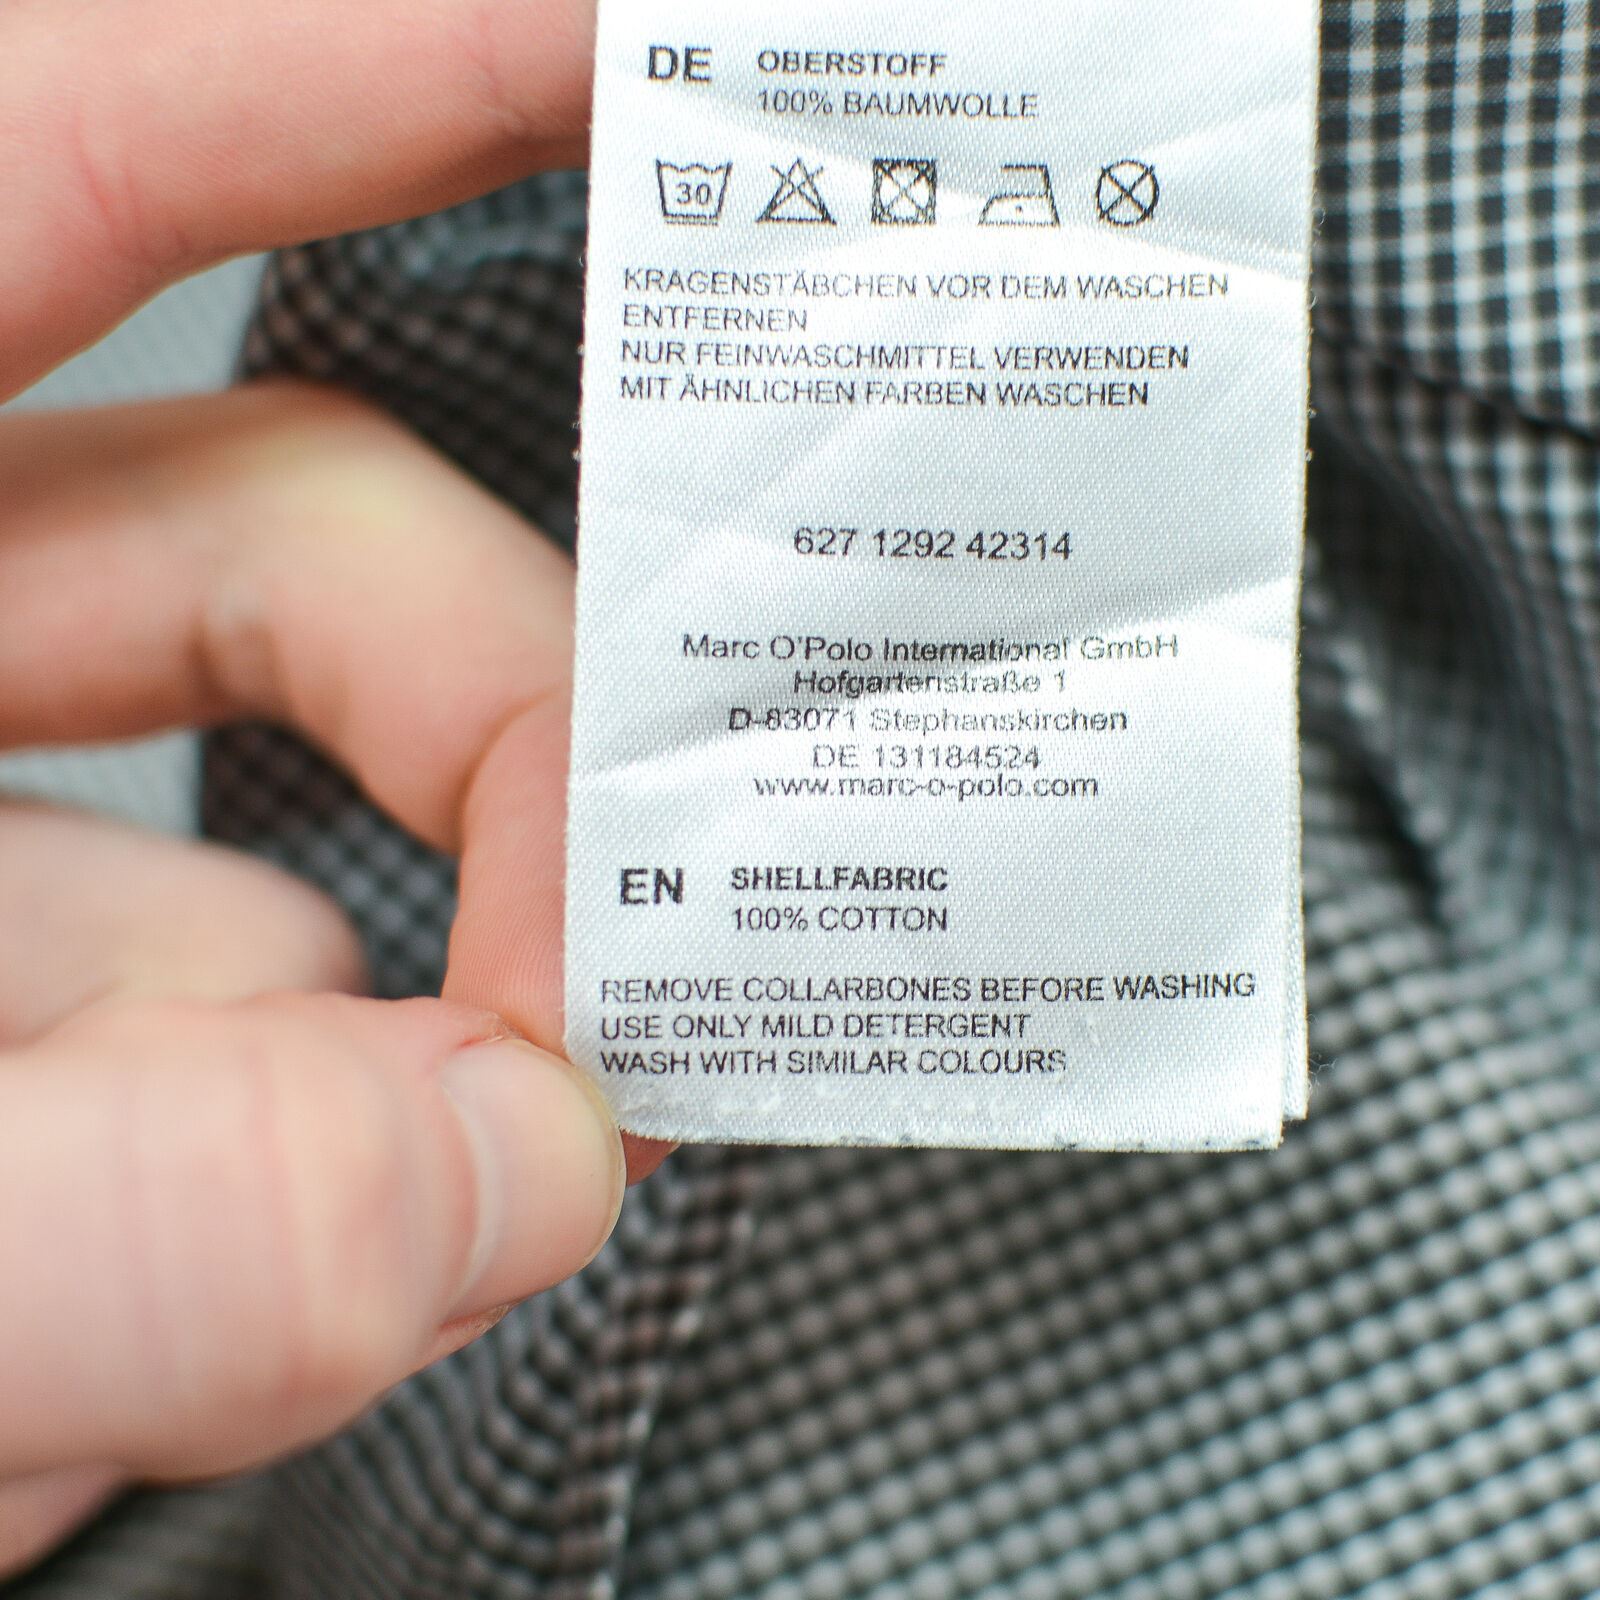 DE OBERSTOFF
100% BAUMWOLLE
30
KRAGENSTÄBCHEN VOR DEM WASCHEN
ENTFERNEN
NUR FEINWASCHMITTEL VERWENDEN
MIT ÄHNLICHEN FARBEN WASCHEN
627 1292 42314
Marc O'Polo International GmbH
Hofgartenstraße 1
D-83071 Stephanskirchen
DE 131184524
www.marc-o-polo.com
EN SHELLFABRIC
100% COTTON
REMOVE COLLARBONES BEFORE WASHING
USE ONLY MILD DETERGENT
WASH WITH SIMILAR COLOURS